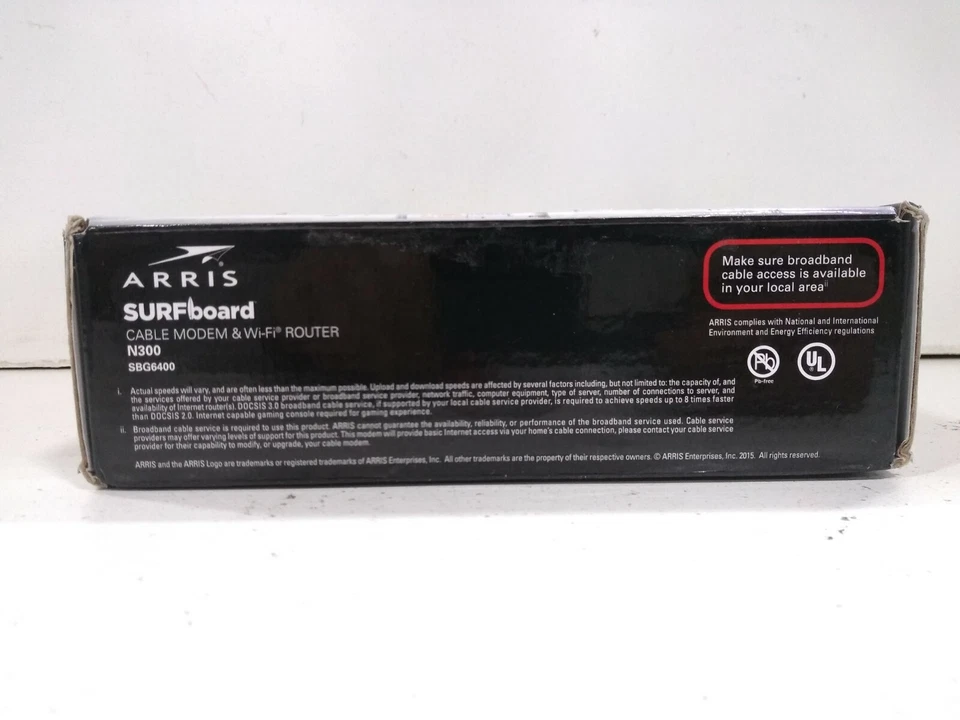 ARRIS
SURFboard
CABLE MODEM & Wi-Fi® ROUTER
N300
SBG6400
Make sure broadband
cable access is available
in your local area ii
ARRIS complies with National and International
Environment and Energy Efficiency regulations
Pb
Pb-free
UL
i. Actual speeds will vary, and are often less than the maximum possible. Upload and download speeds are affected by several factors including, but not limited to: the capacity of, and
the services offered by your cable service provider or broadband service provider, network traffic, computer equipment, type of server, number of connections to server, and
availability of Internet router(s). DOCSIS 3.0 broadband cable service, if supported by your local cable service provider, is required to achieve speeds up to 8 times faster
than DOCSIS 2.0. Internet capable gaming console required for gaming experience.
ii. Broadband cable service is required to use this product. ARRIS cannot guarantee the availability, reliability, or performance of the broadband service used. Cable service
providers may offer varying levels of support for this product. This modem will provide basic Internet access via your home's cable connection, please contact your cable service
provider for their capability to modify, or upgrade, your cable modem.
ARRIS and the ARRIS Logo are trademarks or registered trademarks of ARRIS Enterprises, Inc. All other trademarks are the property of their respective owners. © ARRIS Enterprises, Inc. 2015. All rights reserved.